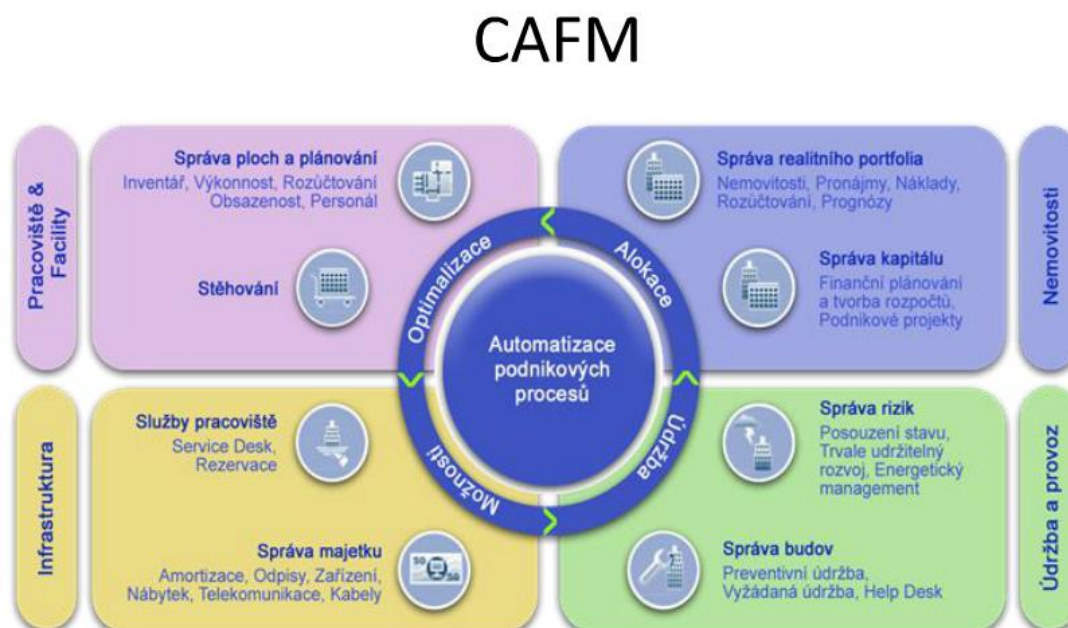 CAFM
Pracoviště &
Facility
Správa ploch a plánování
Inventář, Výkonnost, Rozúčtování
Obsazenost, Personál
Stěhování
Správa realitního portfolia
Nemovitosti, Pronájmy, Náklady,
Rozúčtování, Prognózy
Správa kapitálu
Finanční plánování
a tvorba rozpočtů,
Podnikové projekty
Nemovitosti
Optimalizace
Alokace
Automatizace
podnikových
procesů
Možnosti
Údržba
Infrastruktura
Služby pracoviště
Service Desk,
Rezervace
Správa majetku
Amortizace, Odpisy, Zařízení,
Nábytek, Telekomunikace, Kabely
Správa rizik
Posouzení stavu,
Trvale udržitelný
rozvoj, Energetický
management
Správa budov
Preventivní údržba,
Vyžádaná údržba, Help Desk
Údržba a provoz